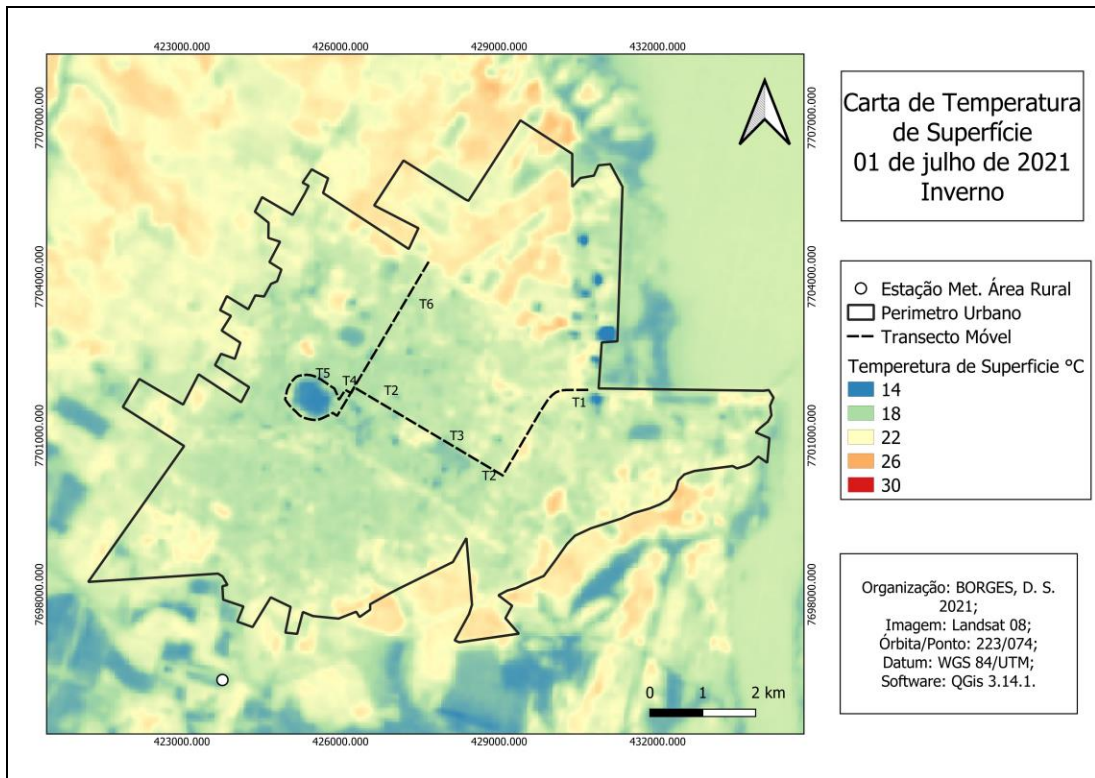 423000.000 426000.000 429000.000 432000.000
7707000.000 7707000.000
7704000.000 7704000.000
7701000.000 7701000.000
7698000.000 7698000.000
T6
T5
T4
T2
T1
T3
T2
0 1 2 km
423000.000 426000.000 429000.000 432000.000
Carta de Temperatura
de Superfície
01 de julho de 2021
Inverno
Estação Met. Área Rural
Perimetro Urbano
Transecto Móvel
Temperetura de Superficie °C
14
18
22
26
30
Organização: BORGES, D. S.
2021;
Imagem: Landsat 08;
Órbita/Ponto: 223/074;
Datum: WGS 84/UTM;
Software: QGis 3.14.1.